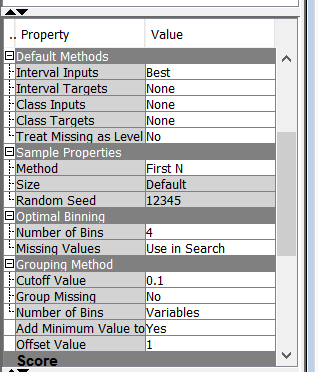 .. Property Value
Default Methods
Interval Inputs Best
Interval Targets None
Class Inputs None
Class Targets None
Treat Missing as Level No
Sample Properties
Method First N
Size Default
Random Seed 12345
Optimal Binning
Number of Bins 4
Missing Values Use in Search
Grouping Method
Cutoff Value 0.1
Group Missing No
Number of Bins Variables
Add Minimum Value to Yes
Offset Value 1
Score